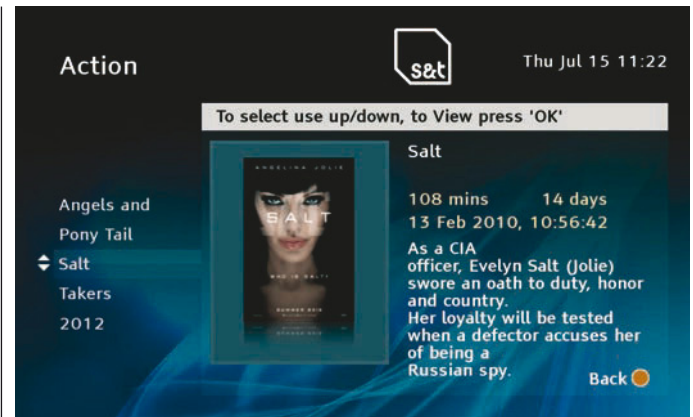 Action
s&t
Thu Jul 15 11:22
To select use up/down, to View press 'OK'
Angels and
Pony Tail
Salt
Takers
2012
ANGELINA JOLIE
SALT
WHO IS SALT?
SUMMER 2010
Salt
108 mins 14 days
13 Feb 2010, 10:56:42
As a CIA
officer, Evelyn Salt (Jolie)
swore an oath to duty, honor
and country.
Her loyalty will be tested
when a defector accuses her
of being a
Russian spy.
Back